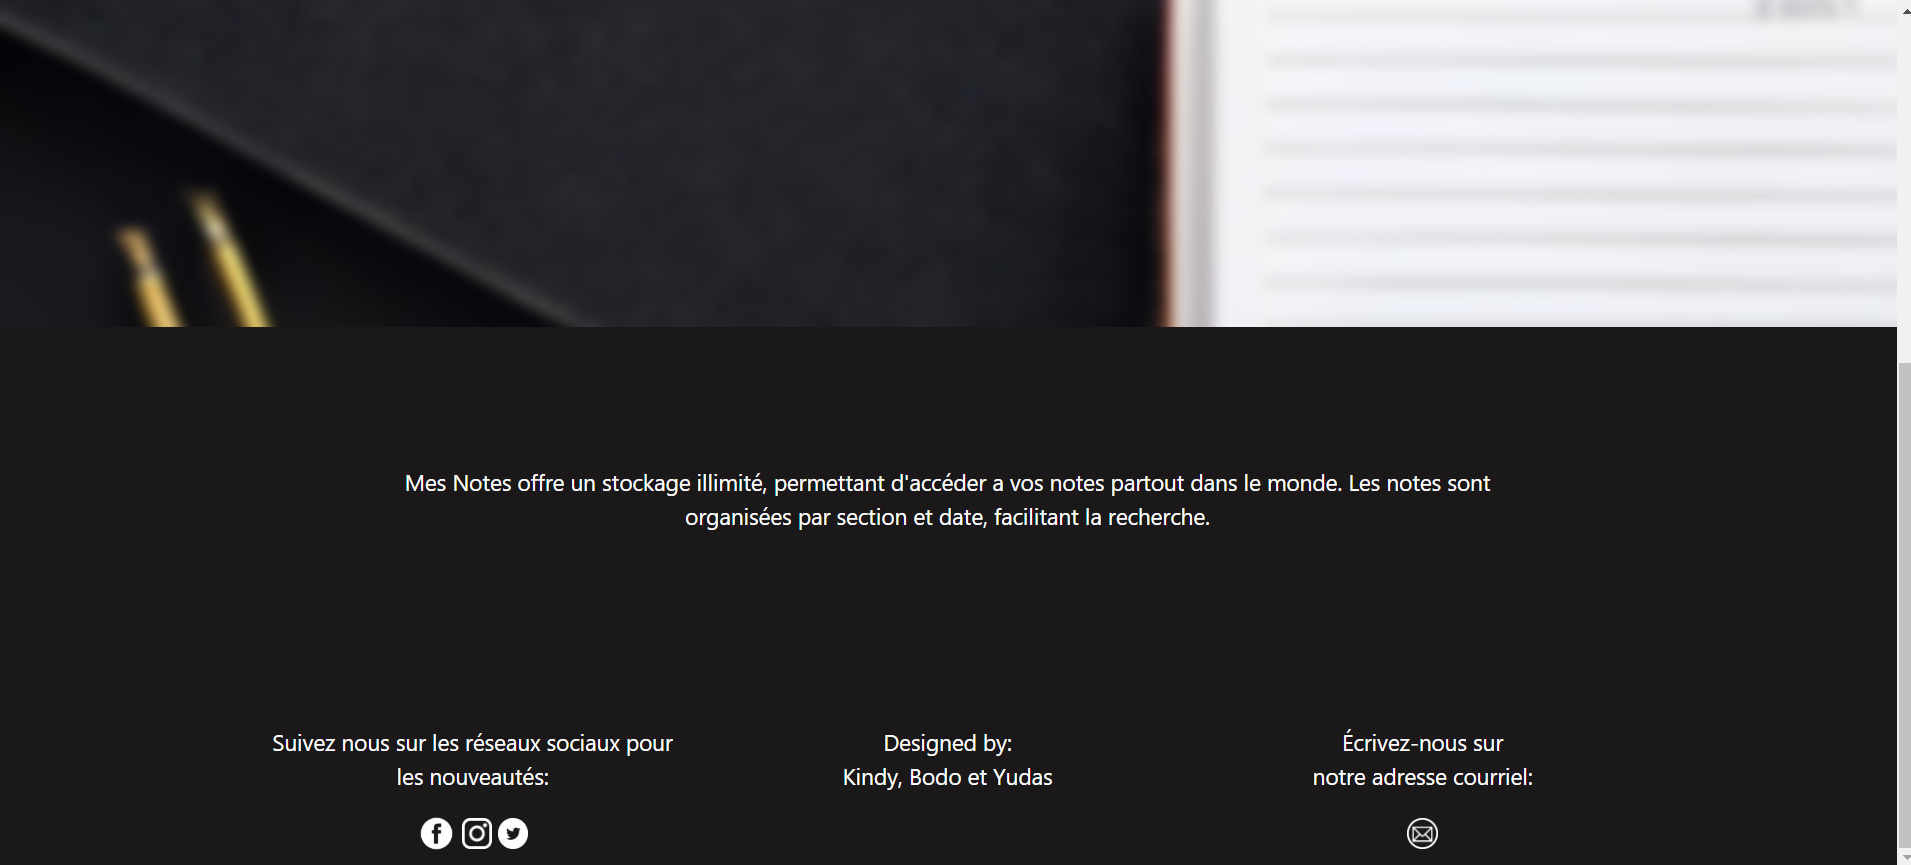 Mes Notes offre un stockage illimité, permettant d'accéder a vos notes partout dans le monde. Les notes sont
organisées par section et date, facilitant la recherche.
Suivez nous sur les réseaux sociaux pour
les nouveautés:
Designed by:
Kindy, Bodo et Yudas
Écrivez-nous sur
notre adresse courriel: